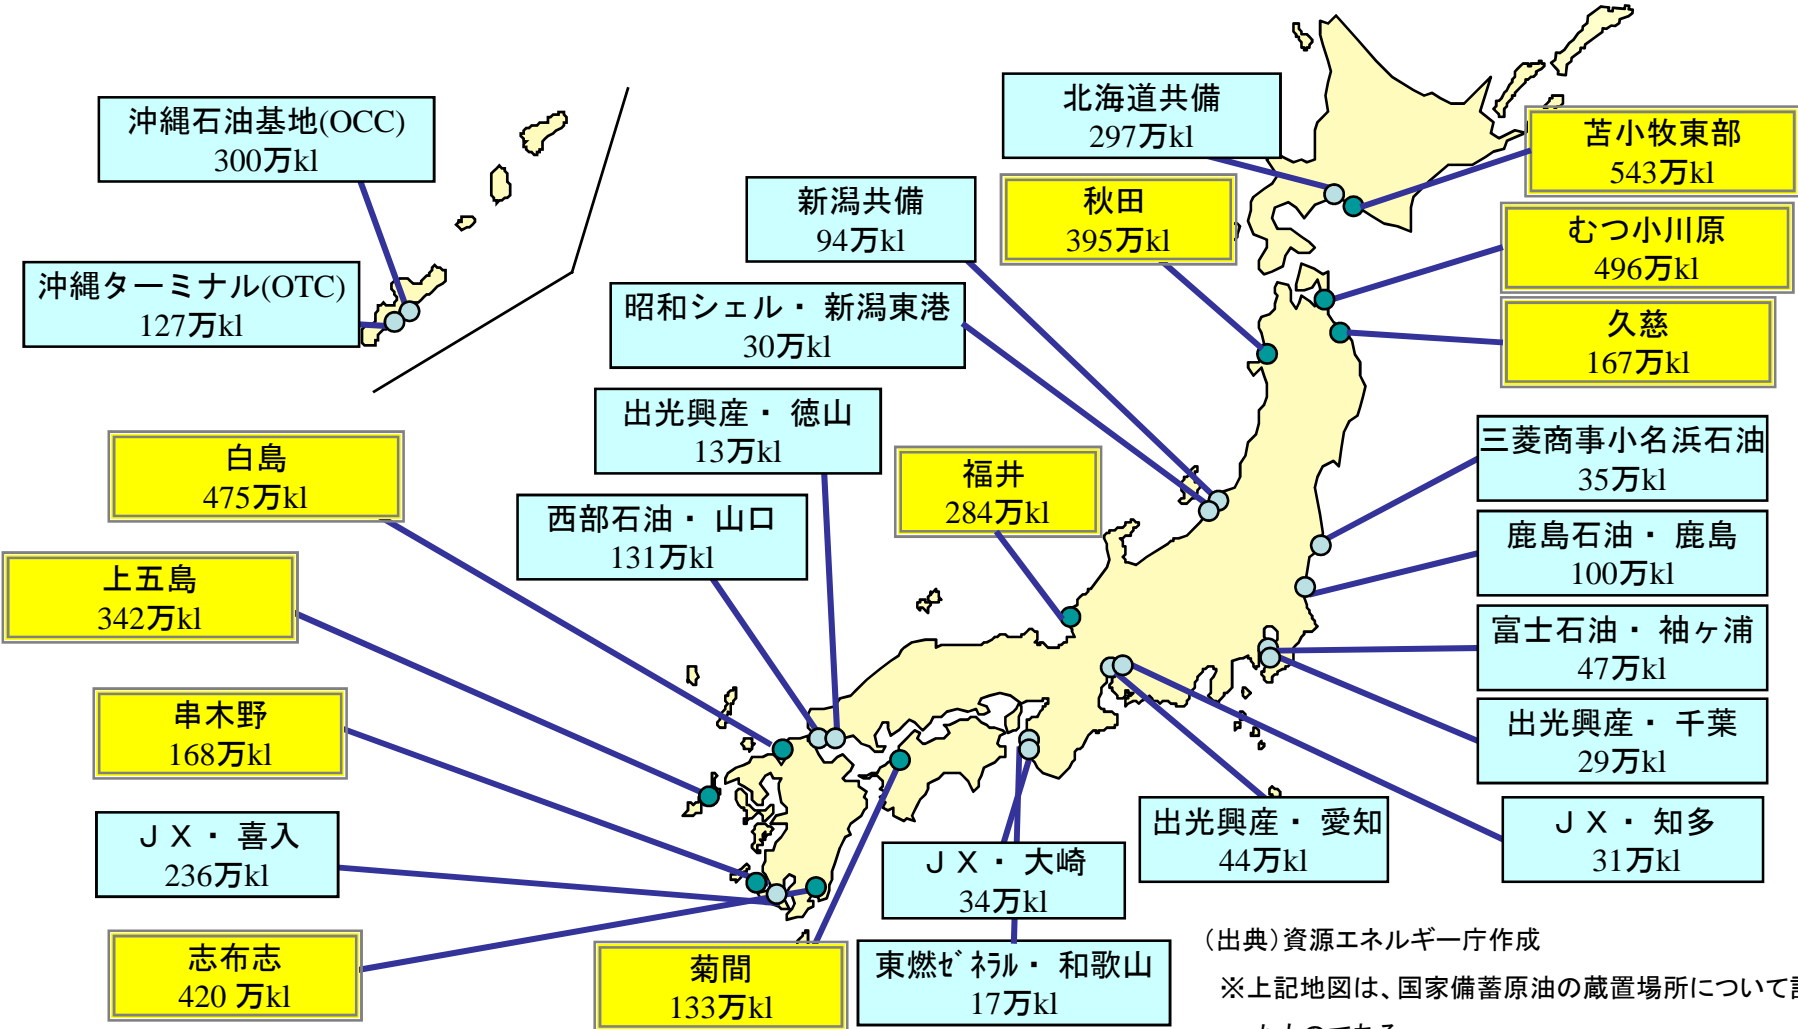 北海道共備
297万kl
沖縄石油基地(OCC)
300万kl
苫小牧東部
543万kl
新潟共備
94万kl
秋田
395万kl
むつ小川原
496万kl
沖縄ターミナル(OTC)
127万kl
昭和シェル・ 新潟東港
30万kl
久慈
167万kl
出光興産・ 徳山
13万kl
三菱商事小名浜石油
35万kl
白島
475万kl
福井
284万kl
西部石油・ 山口
131万kl
鹿島石油・ 鹿島
100万kl
上五島
342万kl
富士石油・ 袖ヶ浦
47万kl
串木野
168万kl
出光興産・ 千葉
29万kl
ＪＸ・ 喜入
236万kl
出光興産・ 愛知
44万kl
ＪＸ・ 知多
31万kl
ＪＸ・ 大崎
34万kl
志布志
420 万kl
菊間
133万kl
東燃ｾﾞﾈﾗﾙ・ 和歌山
17万kl
（出典）資源エネルギー庁作成
※上記地図は、国家備蓄原油の蔵置場所について